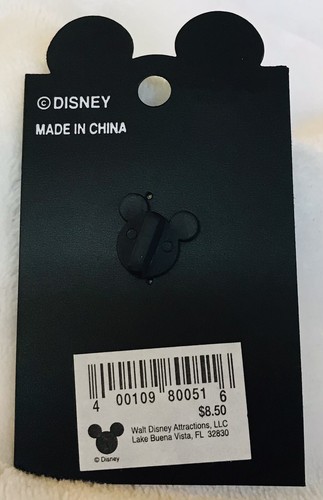 ©DISNEY
MADE IN CHINA
4 00109 80051 6
$8.50
Walt Disney Attractions, LLC
Lake Buena Vista, FL 32830
© Disney